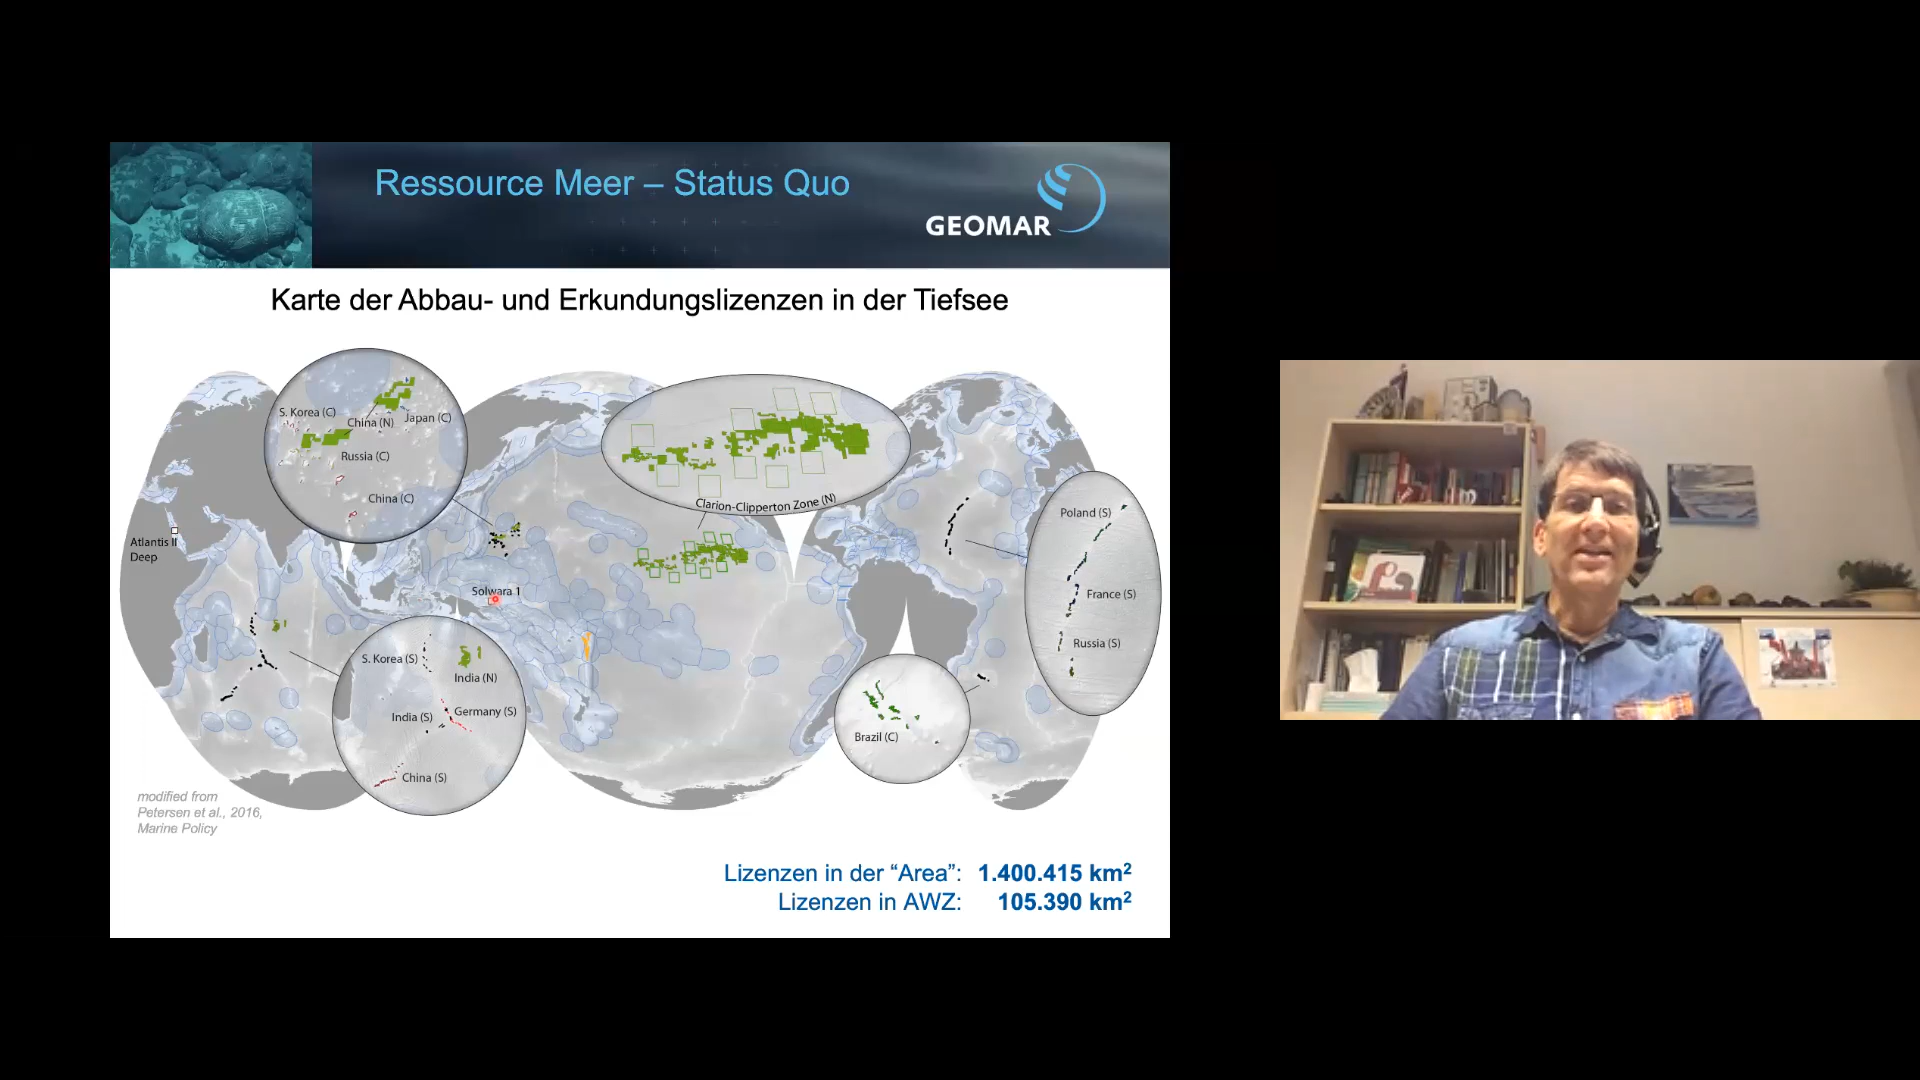 Ressource Meer – Status Quo
GEOMAR
Karte der Abbau- und Erkundungslizenzen in der Tiefsee
S. Korea (C)
China (N)
Japan (C)
Russia (C)
China (C)
Clarion-Clipperton Zone (N)
Poland (S)
France (S)
Russia (S)
Atlantis II
Deep
Solwara 1
S. Korea (S)
India (N)
India (S)
Germany (S)
China (S)
Brazil (C)
modified from
Petersen et al., 2016,
Marine Policy
Lizenzen in der “Area”: 1.400.415 km²
Lizenzen in AWZ: 105.390 km²